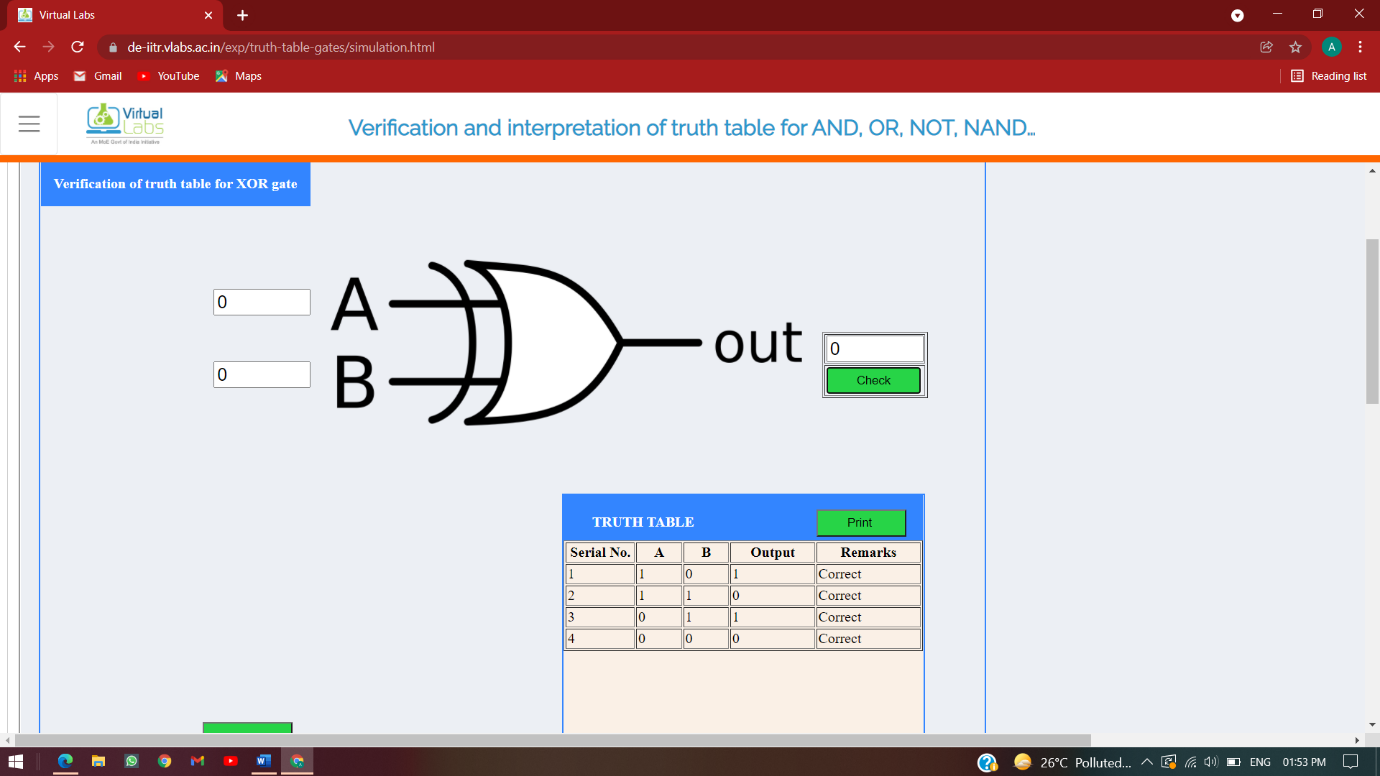 Virtual Labs
de-iitr.vlabs.ac.in/exp/truth-table-gates/simulation.html
A
Apps Gmail YouTube Maps Reading list
Virtual Labs
An MoE Govt of India Initiative
Verification and interpretation of truth table for AND, OR, NOT, NAND...
Verification of truth table for XOR gate
0 A
out 0
0 B
Check
TRUTH TABLE Print
Serial No. A B Output Remarks
1 1 0 1 Correct
2 1 1 0 Correct
3 0 1 1 Correct
4 0 0 0 Correct
26°C Polluted... ENG 01:53 PM